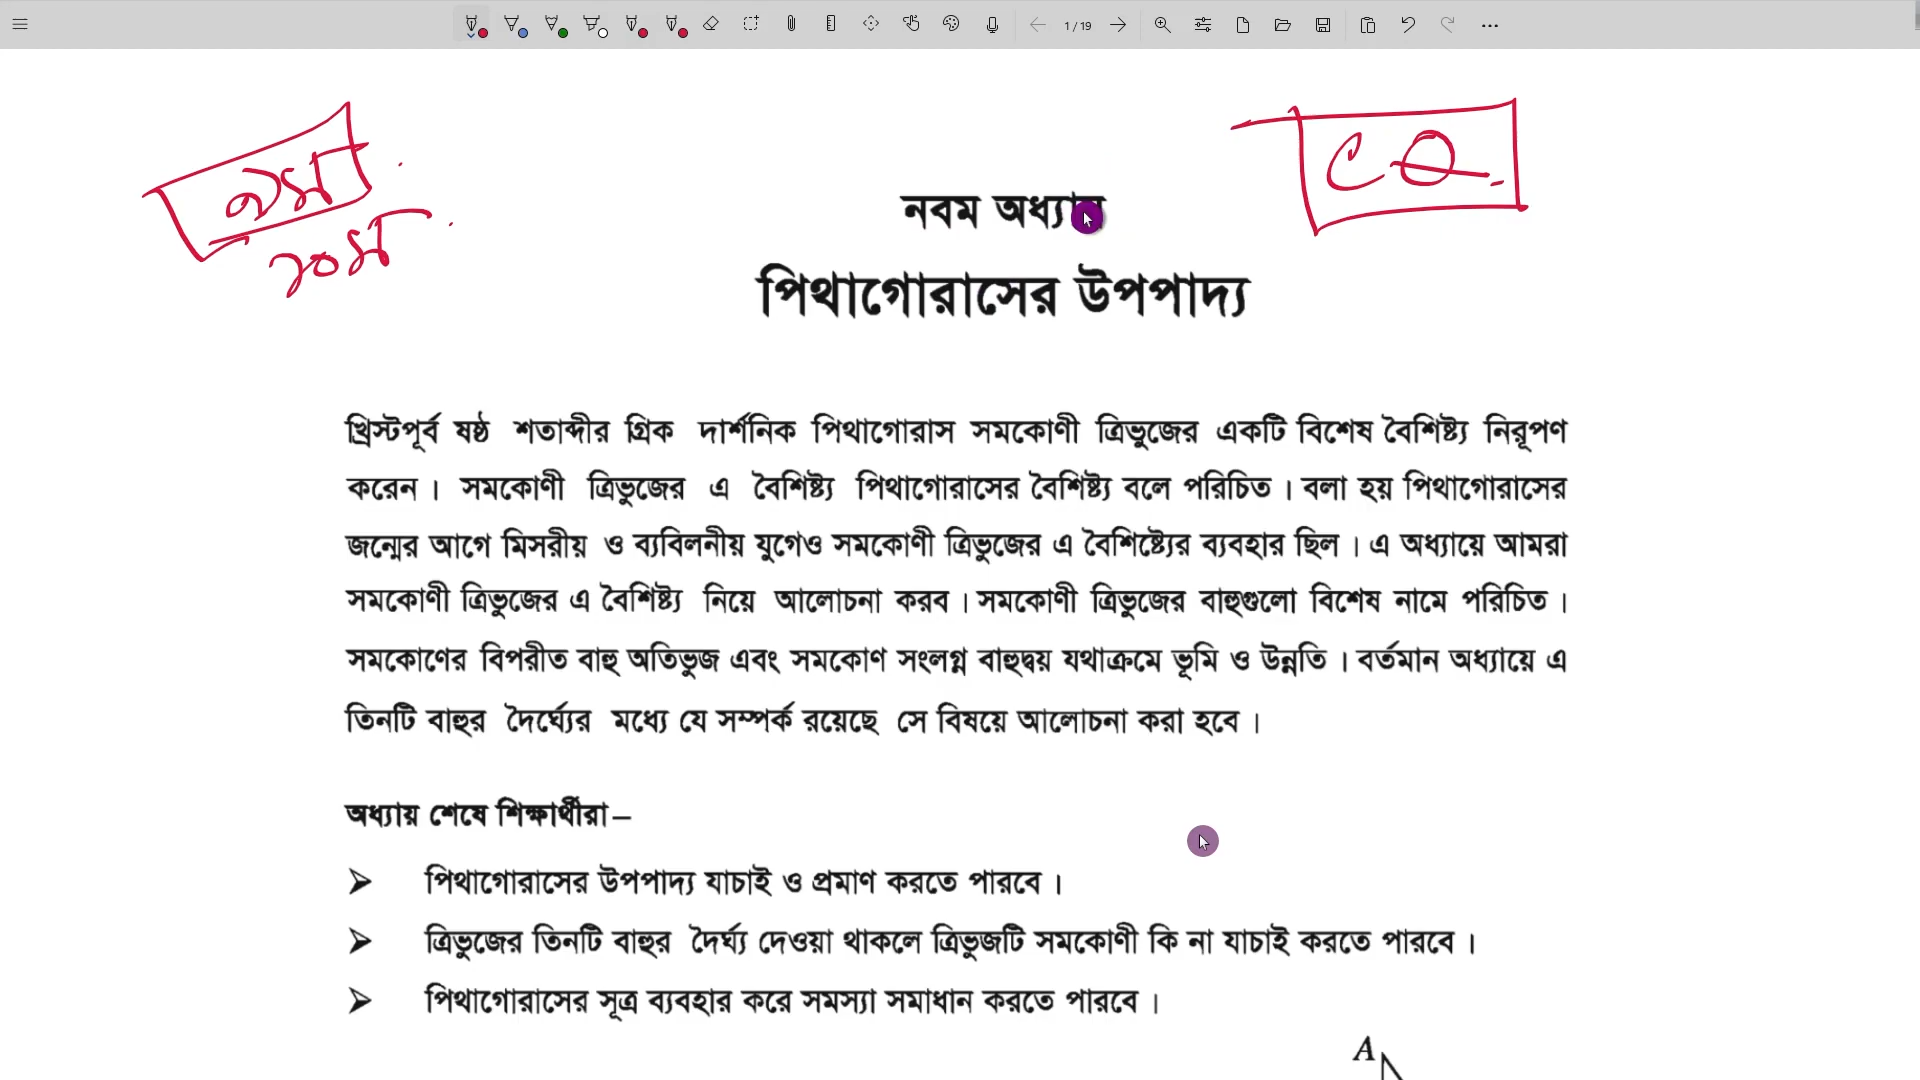 1 / 19
৯ম
১০ম
CQ
নবম অধ্যায়
পিথাগোরাসের উপপাদ্য
খ্রিস্টপূর্ব ষষ্ঠ শতাব্দীর গ্রিক দার্শনিক পিথাগোরাস সমকোণী ত্রিভুজের একটি বিশেষ বৈশিষ্ট্য নিরূপণ
করেন। সমকোণী ত্রিভুজের এ বৈশিষ্ট্য পিথাগোরাসের বৈশিষ্ট্য বলে পরিচিত। বলা হয় পিথাগোরাসের
জন্মের আগে মিসরীয় ও ব্যবিলনীয় যুগেও সমকোণী ত্রিভুজের এ বৈশিষ্ট্যের ব্যবহার ছিল। এ অধ্যায়ে আমরা
সমকোণী ত্রিভুজের এ বৈশিষ্ট্য নিয়ে আলোচনা করব। সমকোণী ত্রিভুজের বাহুগুলো বিশেষ নামে পরিচিত।
সমকোণের বিপরীত বাহু অতিভুজ এবং সমকোণ সংলগ্ন বাহুদ্বয় যথাক্রমে ভূমি ও উন্নতি। বর্তমান অধ্যায়ে এ
তিনটি বাহুর দৈর্ঘ্যের মধ্যে যে সম্পর্ক রয়েছে সে বিষয়ে আলোচনা করা হবে।
অধ্যায় শেষে শিক্ষার্থীরা–
➢ পিথাগোরাসের উপপাদ্য যাচাই ও প্রমাণ করতে পারবে।
➢ ত্রিভুজের তিনটি বাহুর দৈর্ঘ্য দেওয়া থাকলে ত্রিভুজটি সমকোণী কি না যাচাই করতে পারবে।
➢ পিথাগোরাসের সূত্র ব্যবহার করে সমস্যা সমাধান করতে পারবে।
A